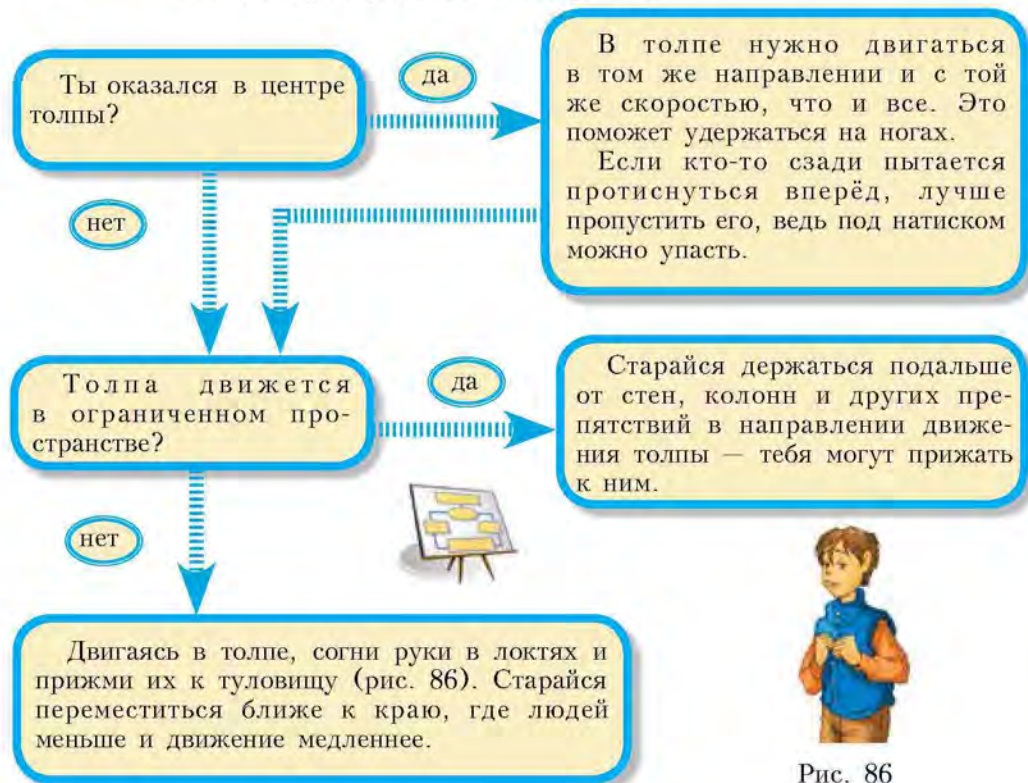 Ты оказался в центре
толпы?
да
В толпе нужно двигаться
в том же направлении и с той
же скоростью, что и все. Это
поможет удержаться на ногах.
Если кто-то сзади пытается
протиснуться вперёд, лучше
пропустить его, ведь под натиском
можно упасть.
нет
Толпа движется
в ограниченном про-
странстве?
да
Старайся держаться подальше
от стен, колонн и других пре-
пятствий в направлении движе-
ния толпы — тебя могут прижать
к ним.
нет
Двигаясь в толпе, согни руки в локтях и
прижми их к туловищу (рис. 86). Старайся
переместиться ближе к краю, где людей
меньше и движение медленнее.
Рис. 86